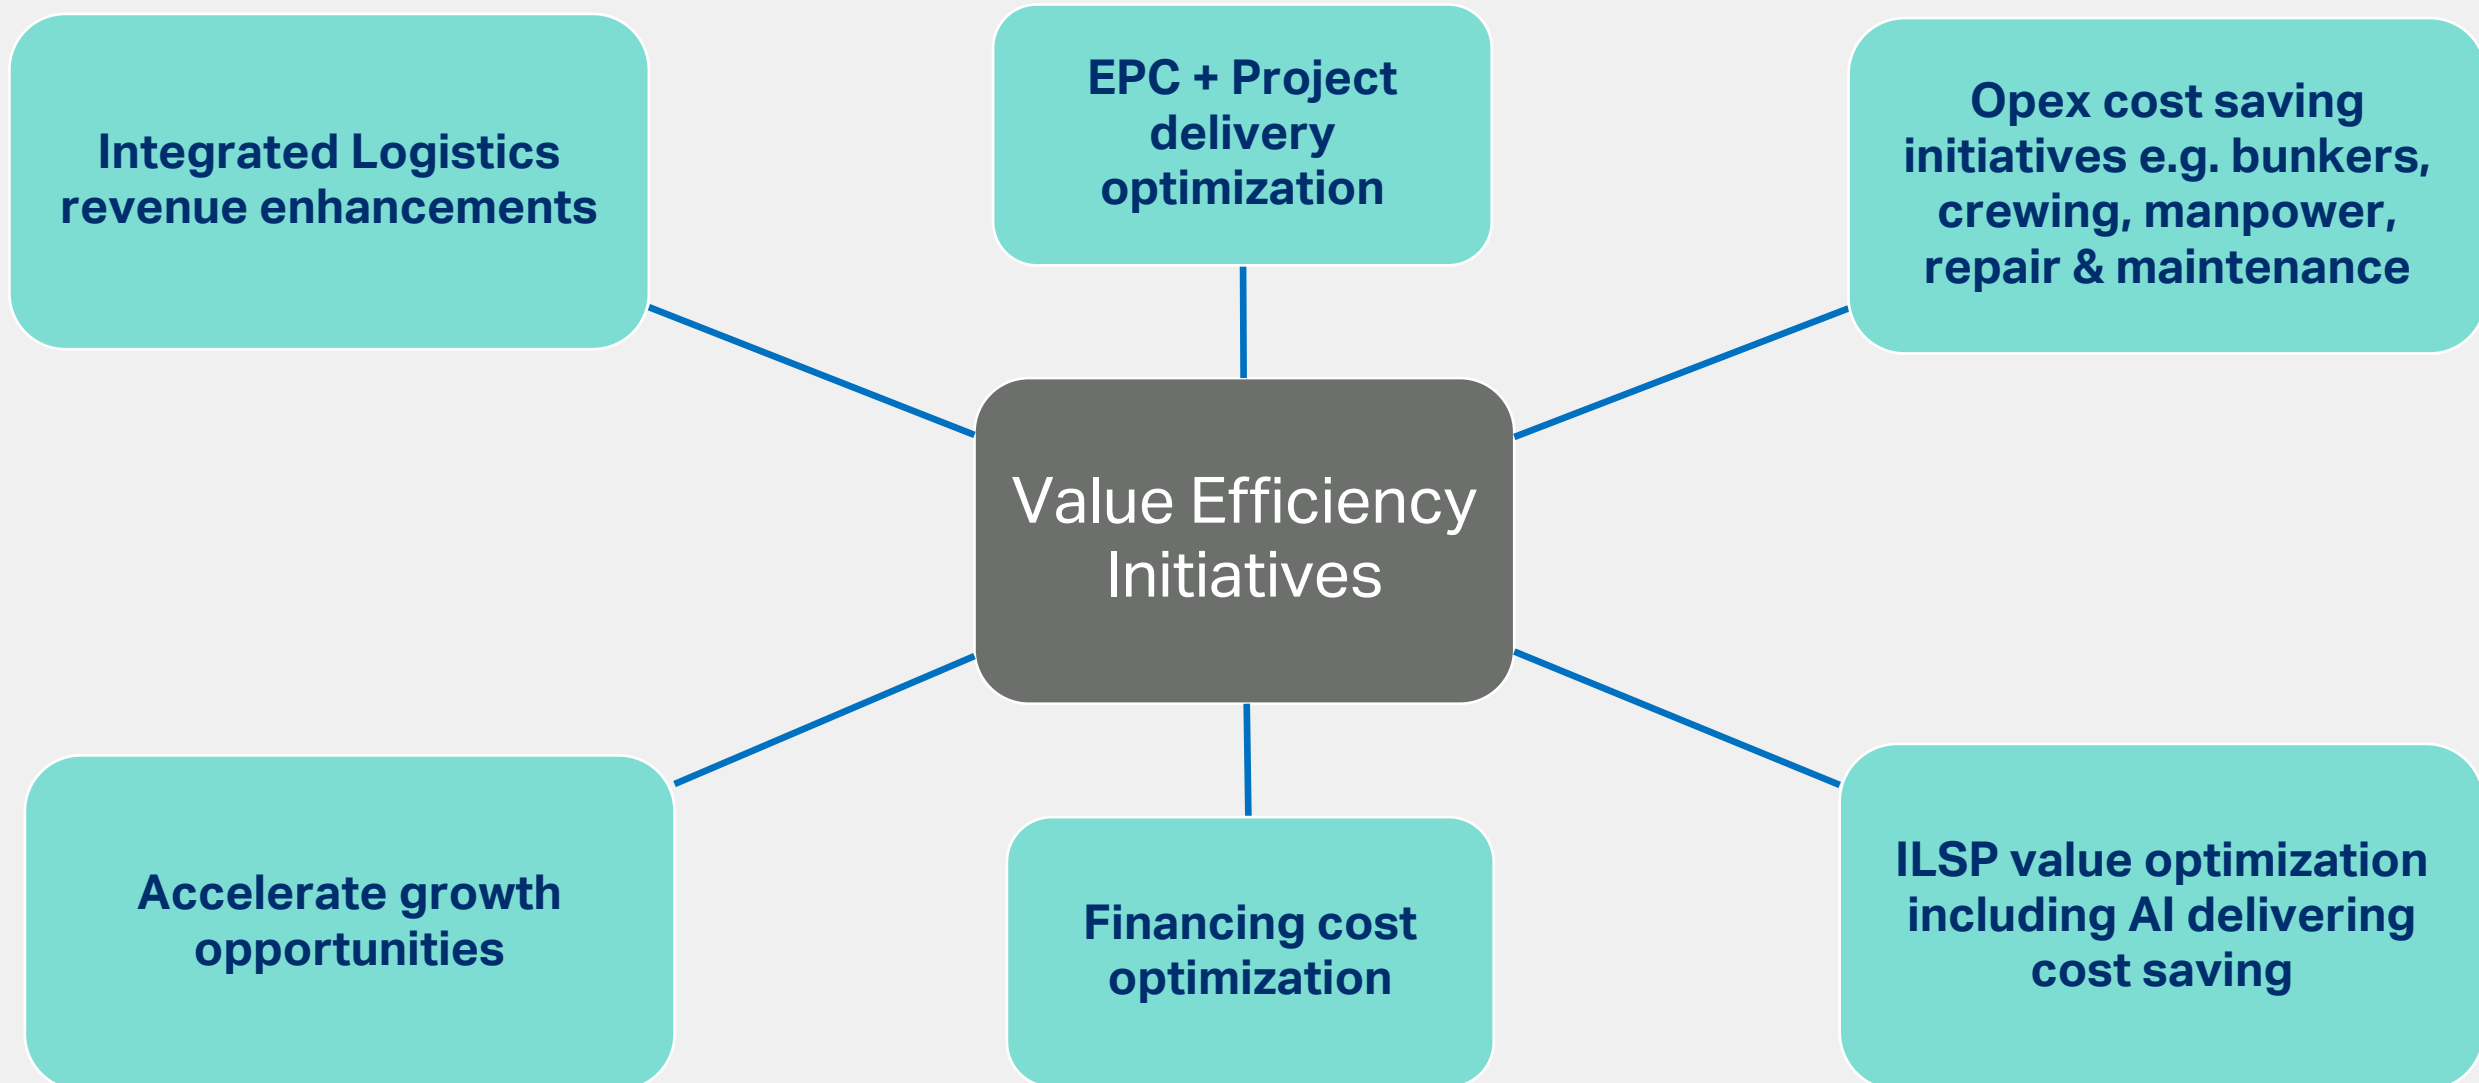 Integrated Logistics
revenue enhancements
EPC + Project
delivery
optimization
Opex cost saving
initiatives e.g. bunkers,
crewing, manpower,
repair & maintenance
Value Efficiency
Initiatives
Accelerate growth
opportunities
Financing cost
optimization
ILSP value optimization
including AI delivering
cost saving